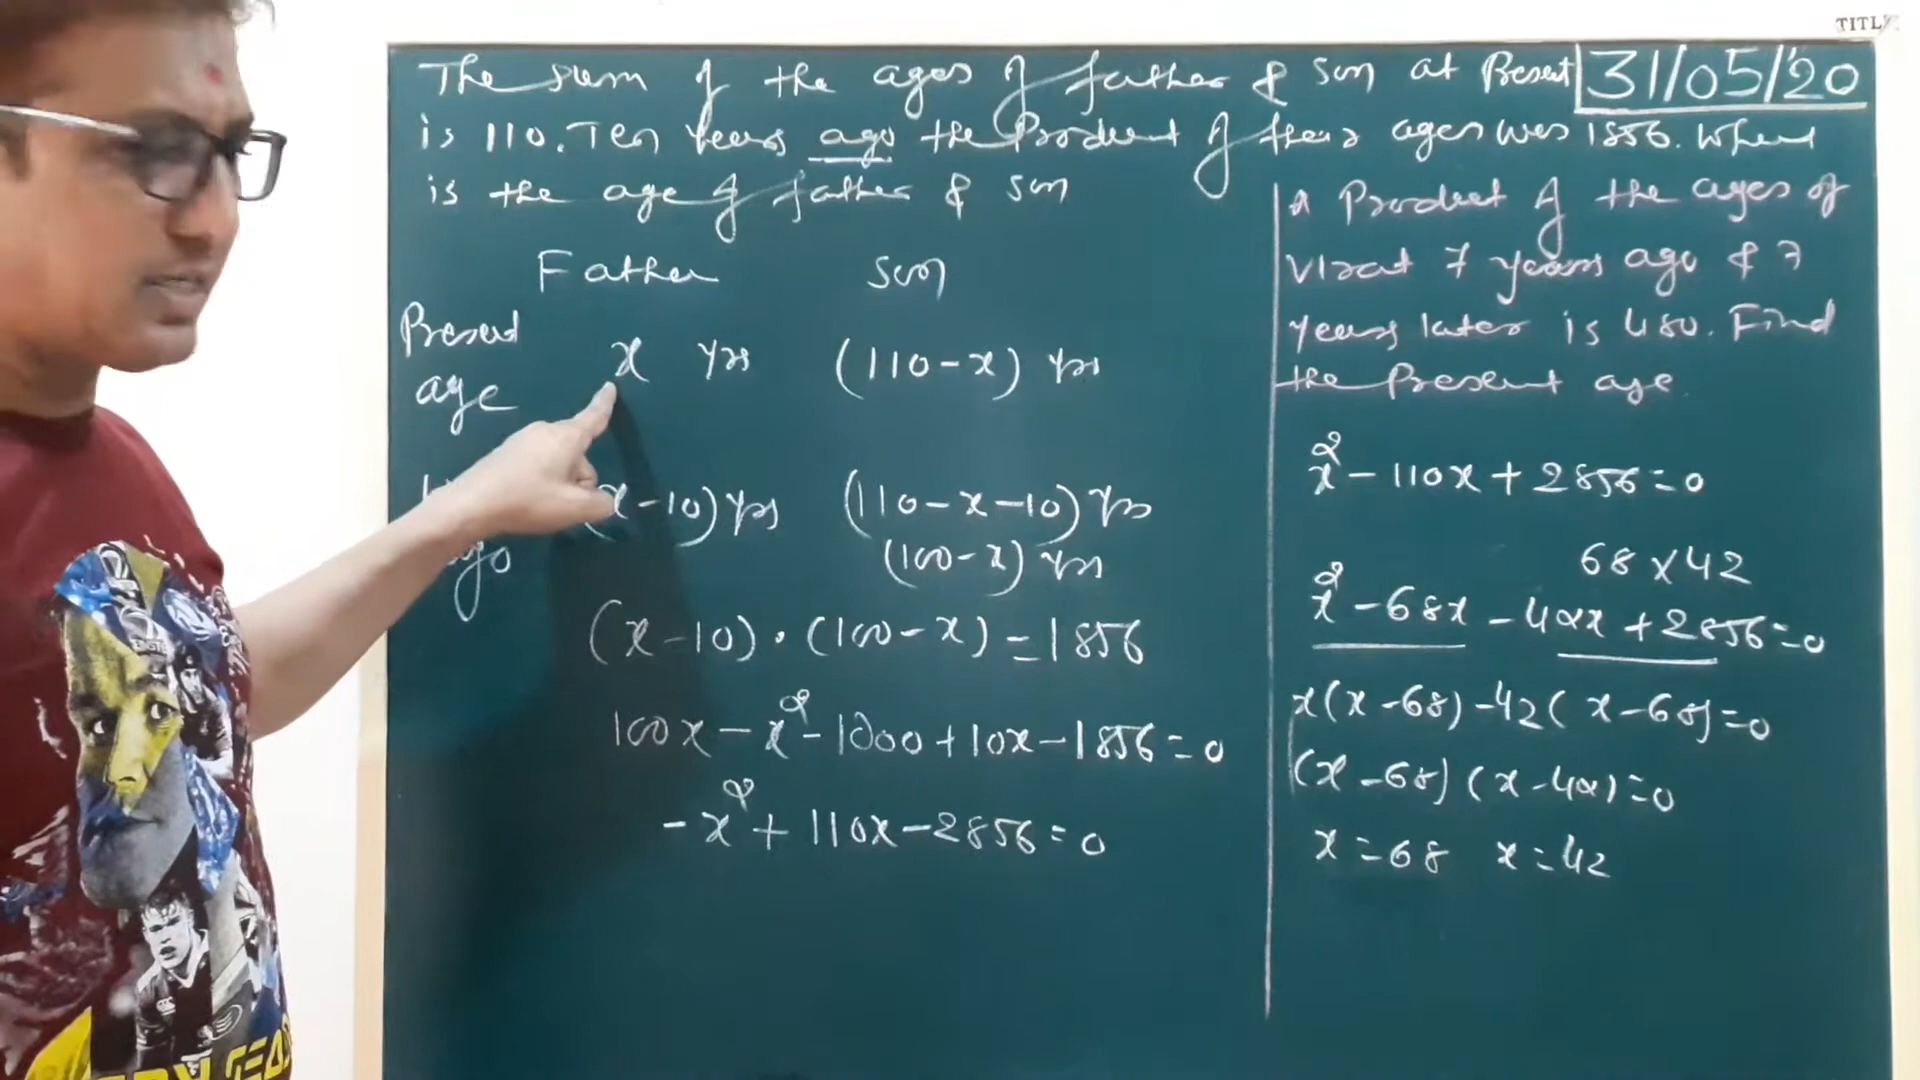 The sum of the ages of father & son at Present
31/05/'20
is 110. Ten years ago the Product of their ages was 1856. What
is the age of father & son
Father son
Present
age
x yrs (110-x) yrs
ago
(x-10) yrs (110-x-10) yrs
(100-x) yrs
(x-10)·(100-x)=1856
100x-x²-1000+10x-1856=0
-x²+110x-2856=0
Product of the ages of
Virat 7 years ago & 7
years later is 480. Find
the Present age.
x²-110x+2856=0
68x42
x²-68x-42x+2856=0
x(x-68)-42(x-68)=0
(x-68)(x-42)=0
x=68 x=42